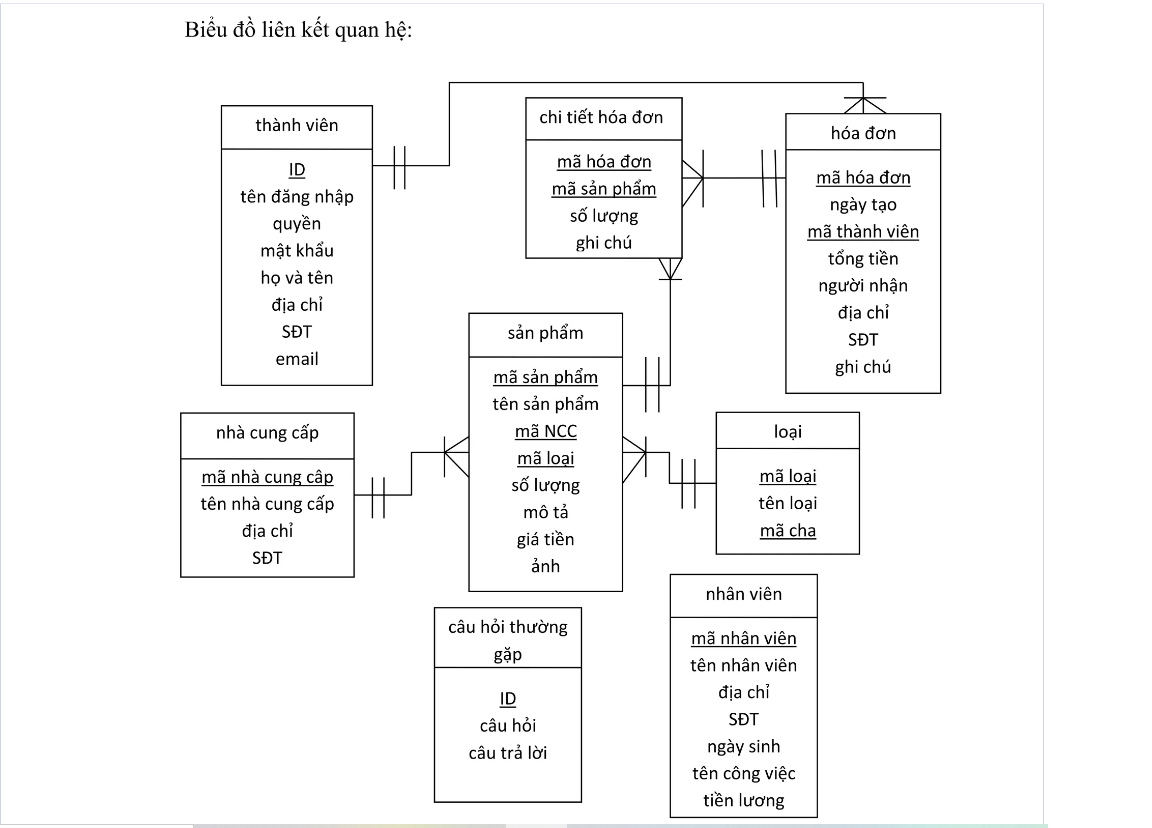 Biểu đồ liên kết quan hệ:
thành viên
ID
tên đăng nhập
quyền
mật khẩu
họ và tên
địa chỉ
SĐT
email
chi tiết hóa đơn
mã hóa đơn
mã sản phẩm
số lượng
ghi chú
hóa đơn
mã hóa đơn
ngày tạo
mã thành viên
tổng tiền
người nhận
địa chỉ
SĐT
ghi chú
sản phẩm
mã sản phẩm
tên sản phẩm
mã NCC
mã loại
số lượng
mô tả
giá tiền
ảnh
nhà cung cấp
mã nhà cung câp
tên nhà cung cấp
địa chỉ
SĐT
loại
mã loại
tên loại
mã cha
câu hỏi thường
gặp
ID
câu hỏi
câu trả lời
nhân viên
mã nhân viên
tên nhân viên
địa chỉ
SĐT
ngày sinh
tên công việc
tiền lương